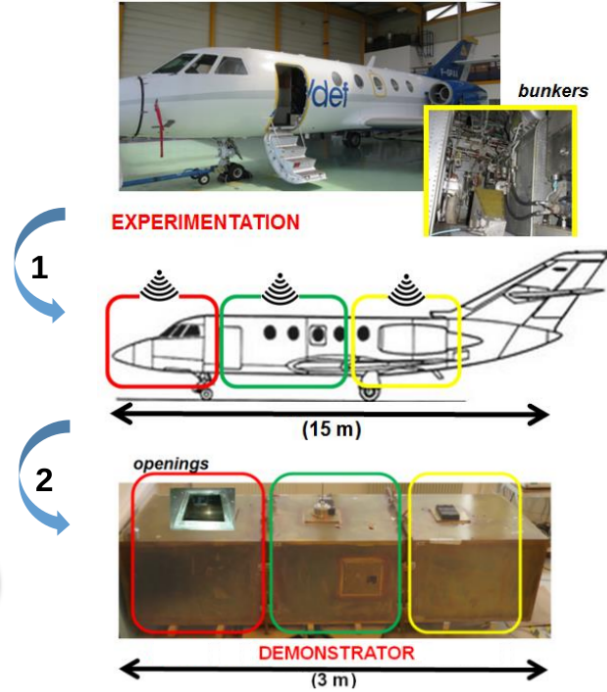 bunkers
EXPERIMENTATION
1
(15 m)
2
openings
DEMONSTRATOR
(3 m)